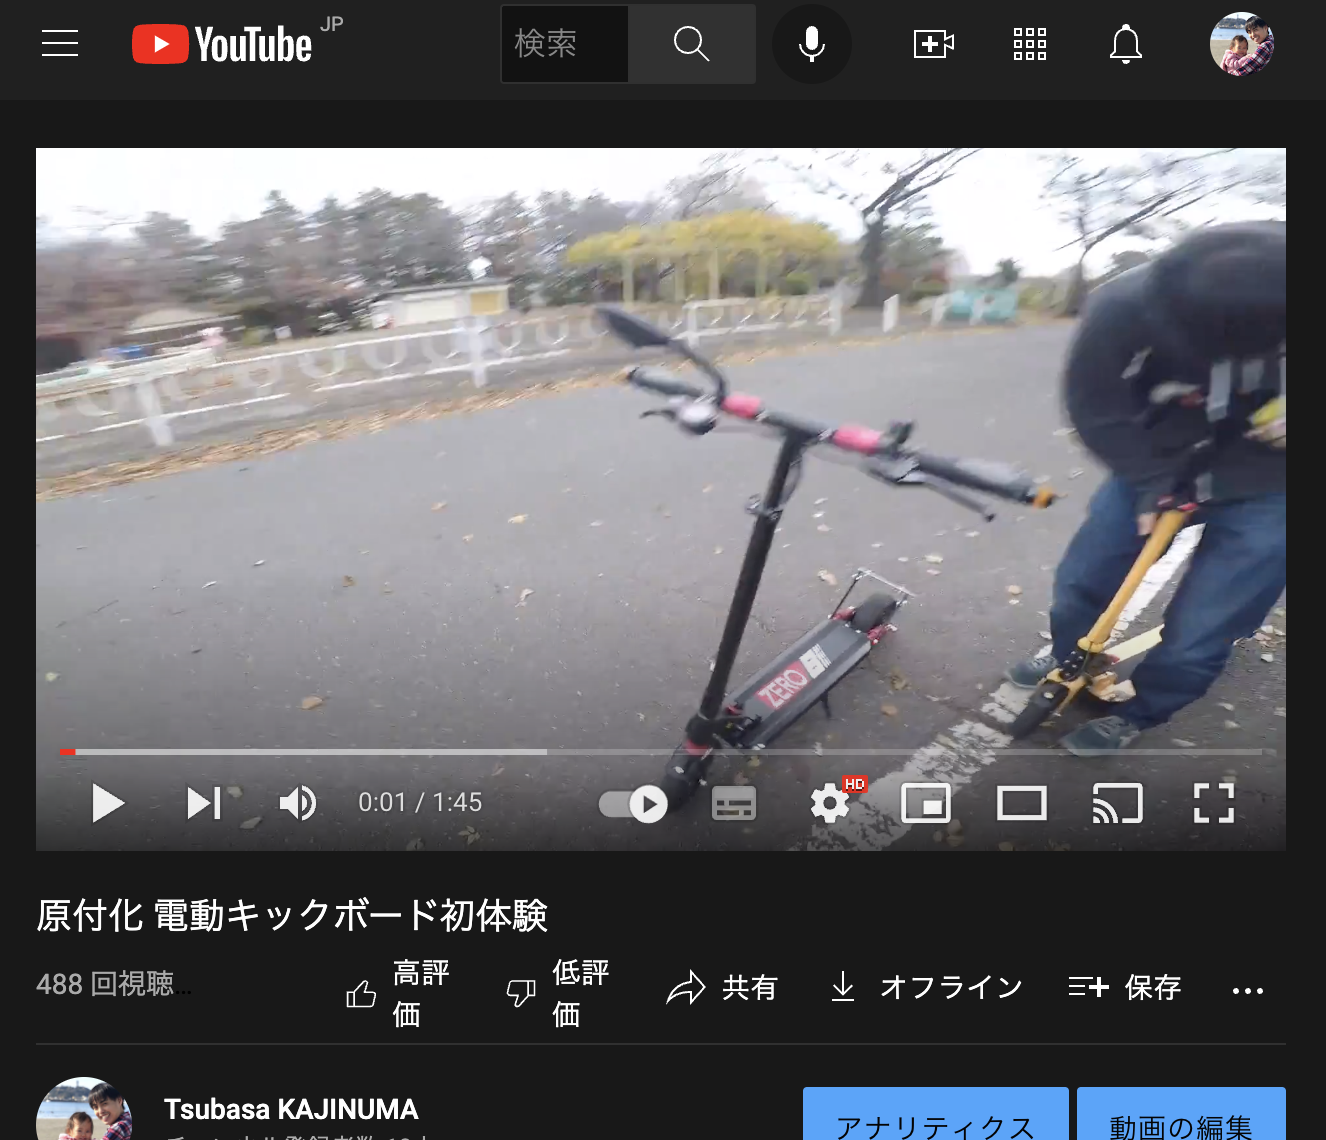 YouTube JP
検索
ZERO
HD
0:01 / 1:45
原付化 電動キックボード初体験
488 回視聴...
高評価
低評価
共有
オフライン
保存
Tsubasa KAJINUMA
アナリティクス
動画の編集